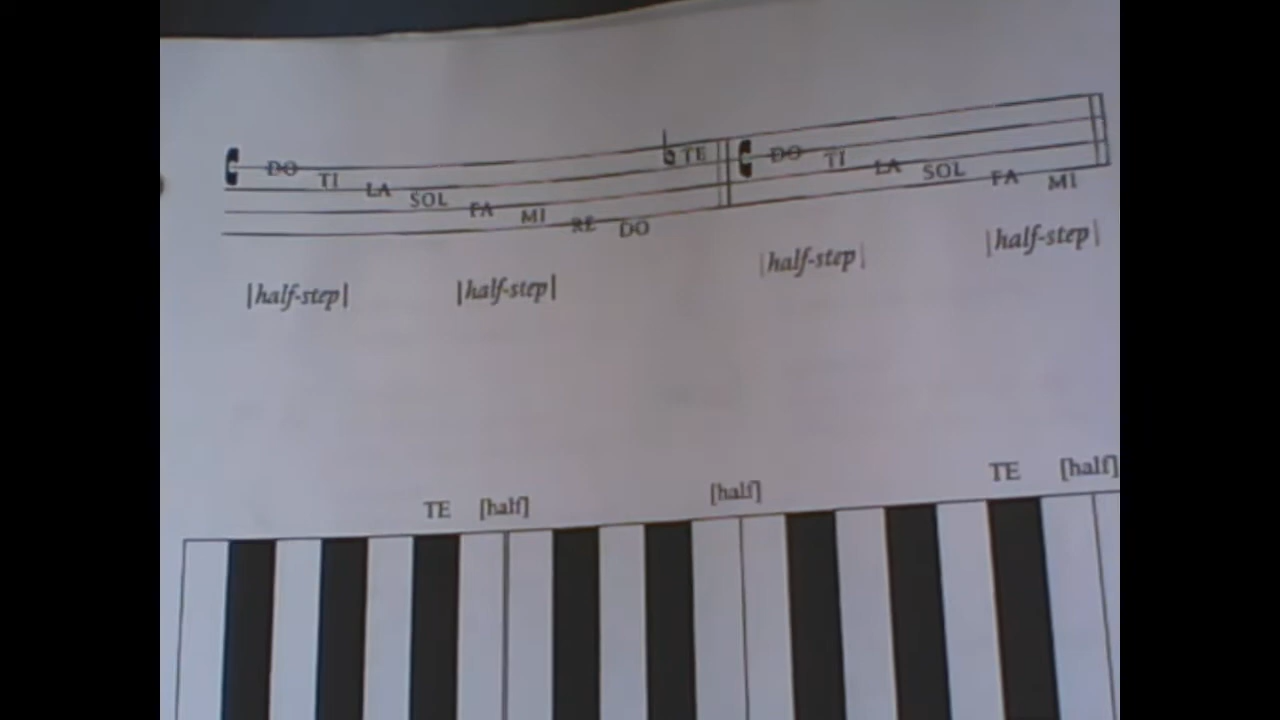 DO TI LA SOL FA MI RE DO ♭ TE DO TI LA SOL FA MI
|half-step| |half-step| |half-step| |half-step|
TE [half] [half] TE [half]